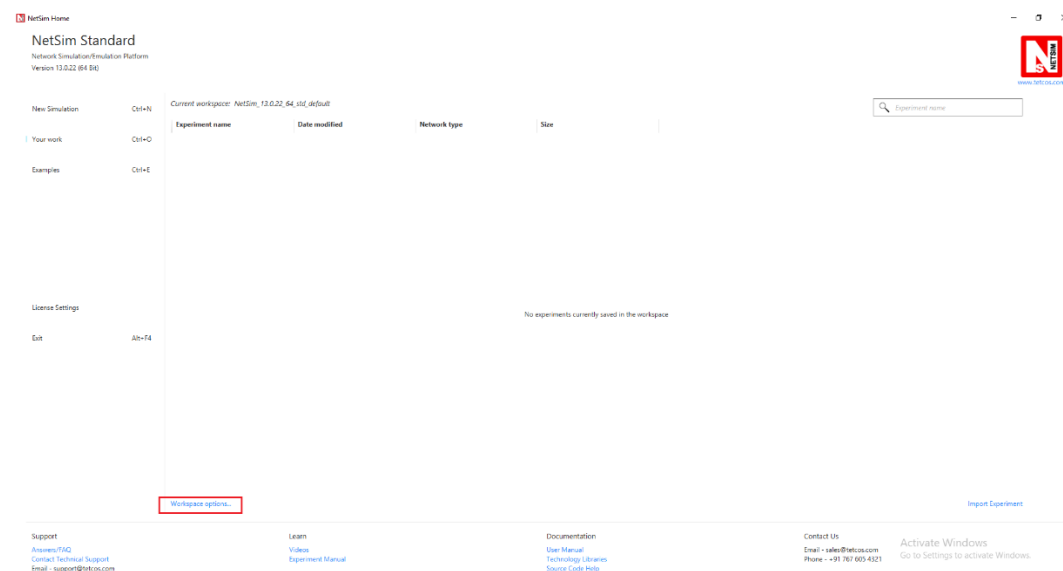 NetSim Home
NetSim Standard
Network Simulation/Emulation Platform
Version 13.0.22 (64 Bit)
NETSIM
www.tetcos.com
New Simulation Ctrl+N
Your work Ctrl+O
Examples Ctrl+E
License Settings
Exit Alt+F4
Current workspace: NetSim_13.0.22_64_std_default
Experiment name
Experiment name Date modified Network type Size
No experiments currently saved in the workspace
Workspace options...
Import Experiment
Support
Answers/FAQ
Contact Technical Support
Email - support@tetcos.com
Learn
Videos
Experiment Manual
Documentation
User Manual
Technology Libraries
Source Code Help
Contact Us
Email - sales@tetcos.com
Phone - +91 767 605 4321
Activate Windows
Go to Settings to activate Windows.